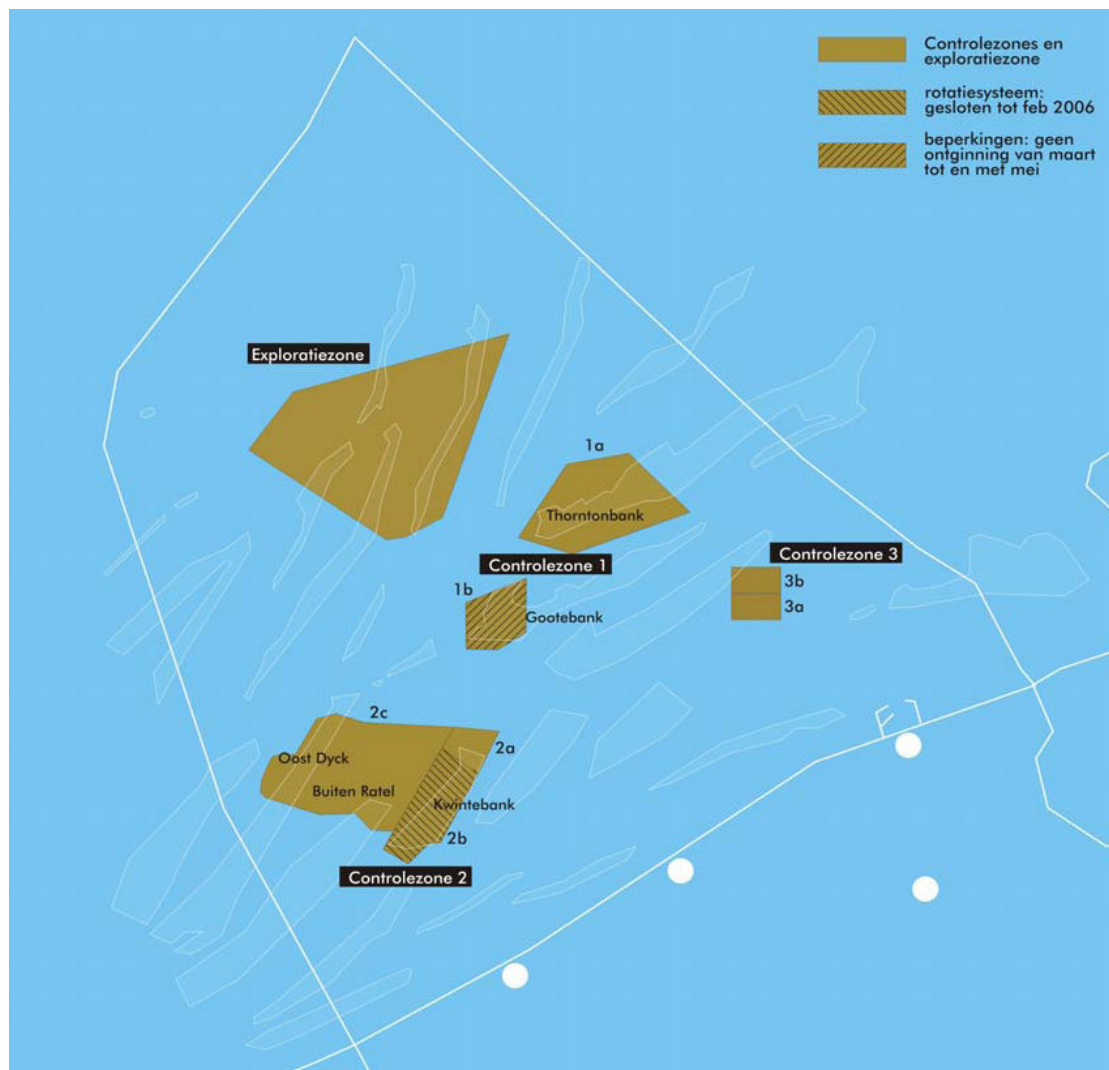 Controlezones en
exploratiezone
rotatiesysteem:
gesloten tot feb 2006
beperkingen: geen
ontginning van maart
tot en met mei
Exploratiezone
1a
Thorntonbank
Controlezone 1
Controlezone 3
1b
3b
3a
Gootebank
2c
2a
Oost Dyck
Buiten Ratel
Kwintebank
2b
Controlezone 2